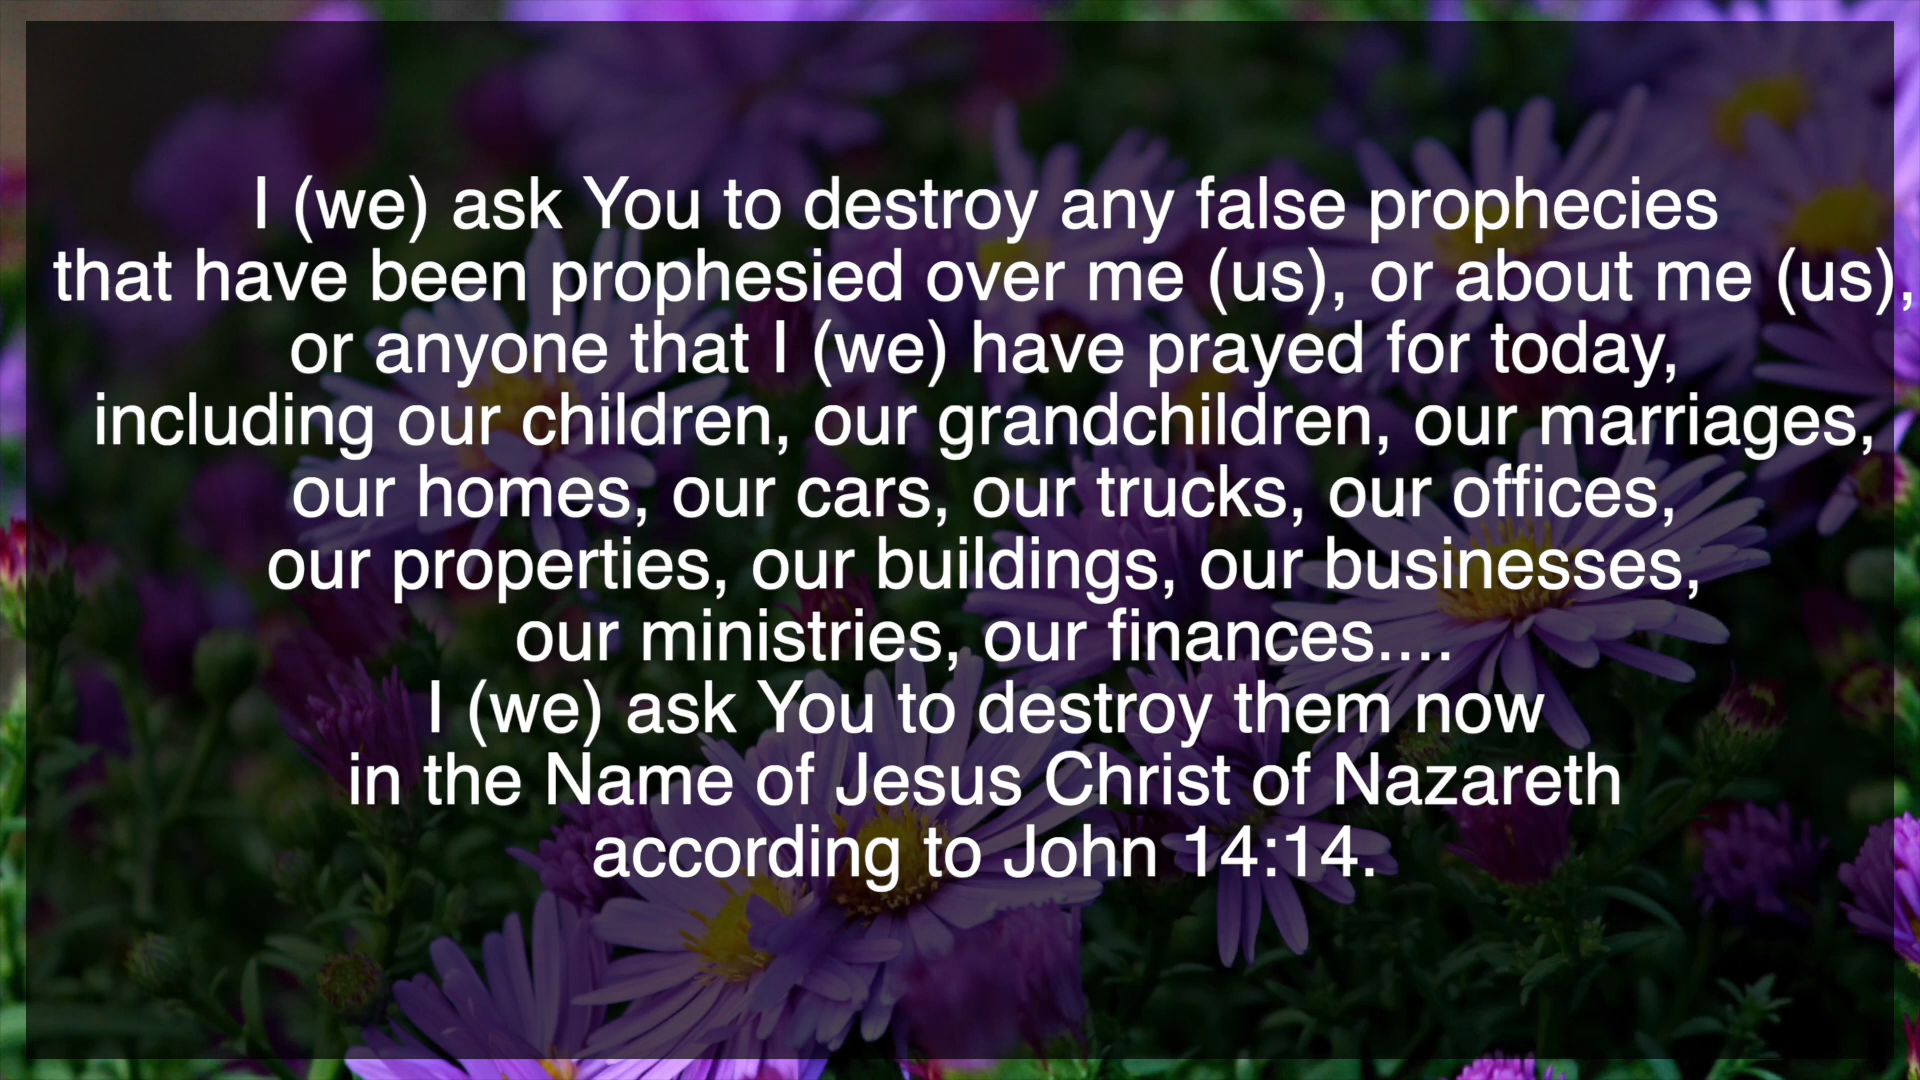 I (we) ask You to destroy any false prophecies
that have been prophesied over me (us), or about me (us),
or anyone that I (we) have prayed for today,
including our children, our grandchildren, our marriages,
our homes, our cars, our trucks, our offices,
our properties, our buildings, our businesses,
our ministries, our finances....
I (we) ask You to destroy them now
in the Name of Jesus Christ of Nazareth
according to John 14:14.